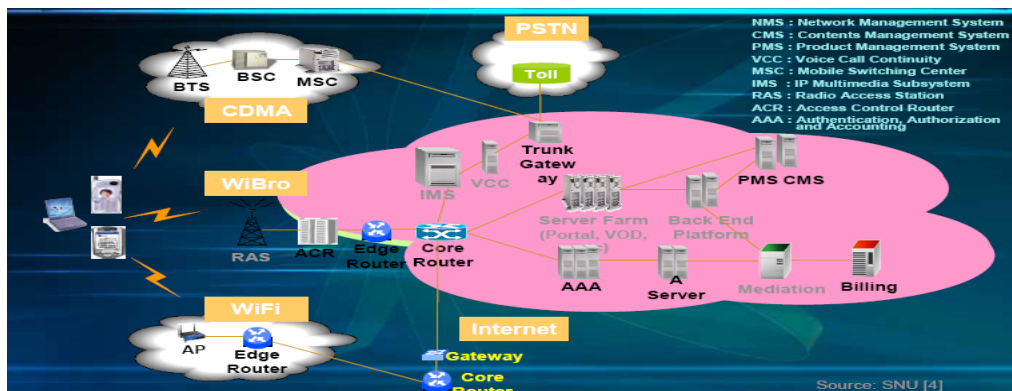 PSTN
NMS : Network Management System
CMS : Contents Management System
PMS : Product Management System
VCC : Voice Call Continuity
MSC : Mobile Switching Center
IMS : IP Multimedia Subsystem
RAS : Radio Access Station
ACR : Access Control Router
AAA : Authentication, Authorization
and Accounting
BTS
BSC
MSC
Toll
CDMA
Trunk
Gatew
ay
IMS
VCC
PMS CMS
WiBro
Server Farm
(Portal, VOD,
Back End
Platform
RAS
ACR
Edge
Router
Core
Router
AAA
A
Server
Mediation
Billing
WiFi
Internet
AP
Edge
Router
Gateway
Core
Router
Source: SNU [4]